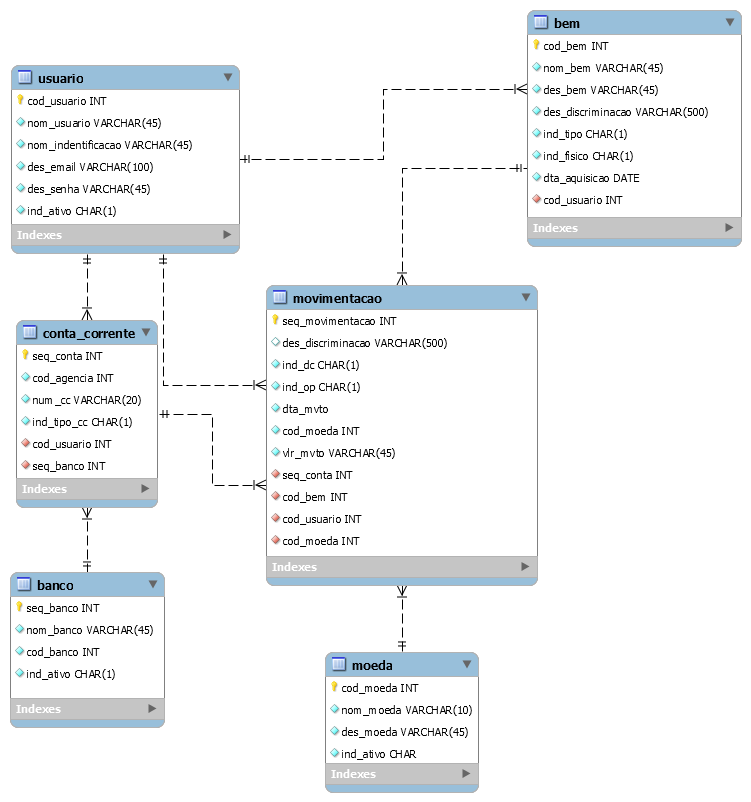 bem
cod_bem INT
nom_bem VARCHAR(45)
des_bem VARCHAR(45)
des_discriminacao VARCHAR(500)
ind_tipo CHAR(1)
ind_fisico CHAR(1)
dta_aquisicao DATE
cod_usuario INT
Indexes
usuario
cod_usuario INT
nom_usuario VARCHAR(45)
nom_indentificacao VARCHAR(45)
des_email VARCHAR(100)
des_senha VARCHAR(45)
ind_ativo CHAR(1)
Indexes
movimentacao
seq_movimentacao INT
des_discriminacao VARCHAR(500)
ind_dc CHAR(1)
ind_op CHAR(1)
dta_mvto
cod_moeda INT
vlr_mvto VARCHAR(45)
seq_conta INT
cod_bem INT
cod_usuario INT
cod_moeda INT
Indexes
conta_corrente
seq_conta INT
cod_agencia INT
num_cc VARCHAR(20)
ind_tipo_cc CHAR(1)
cod_usuario INT
seq_banco INT
Indexes
banco
seq_banco INT
nom_banco VARCHAR(45)
cod_banco INT
ind_ativo CHAR(1)
Indexes
moeda
cod_moeda INT
nom_moeda VARCHAR(10)
des_moeda VARCHAR(45)
ind_ativo CHAR
Indexes